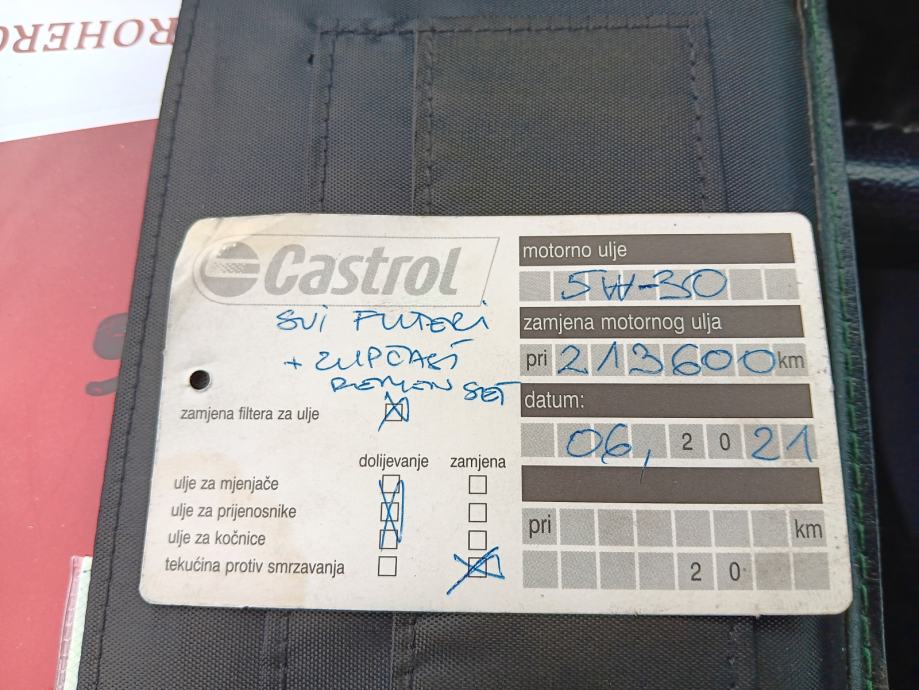 ROHERC
Castrol
SVI FILTERI
+ ZUPČASTI
REMEN SET
zamjena filtera za ulje
dolijevanje zamjena
ulje za mjenjače
ulje za prijenosnike
ulje za kočnice
tekućina protiv smrzavanja
motorno ulje
5W-30
zamjena motornog ulja
pri 213600 km
datum:
06, 2021
pri km
20